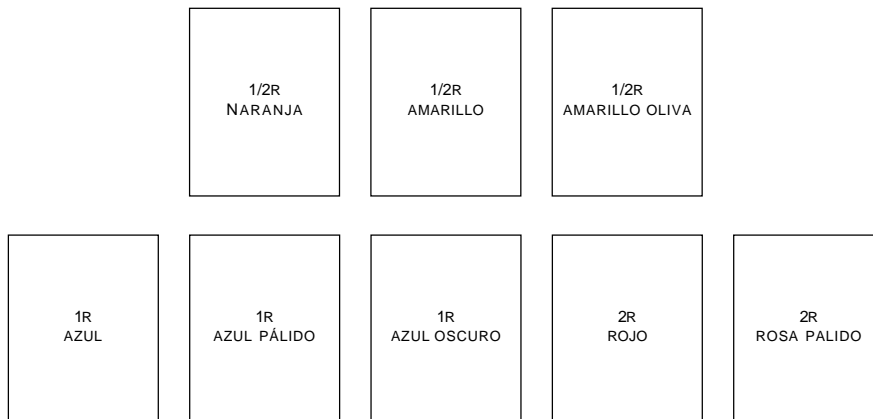 1/2R
NARANJA
1/2R
AMARILLO
1/2R
AMARILLO OLIVA
1R
AZUL
1R
AZUL PÁLIDO
1R
AZUL OSCURO
2R
ROJO
2R
ROSA PALIDO